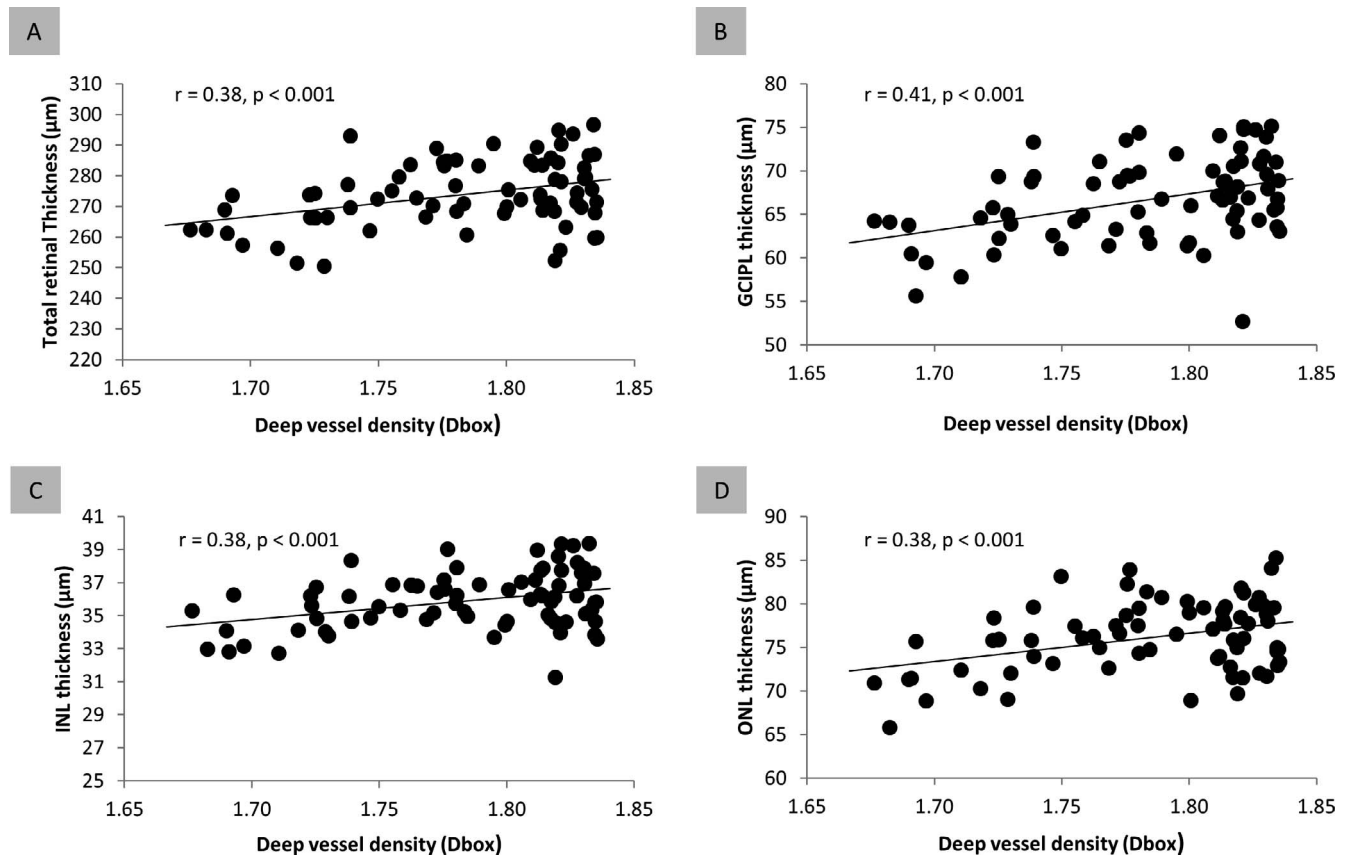 A
r = 0.38, p < 0.001
Total retinal Thickness (µm)
310
300
290
280
270
260
250
240
230
220
1.65 1.70 1.75 1.80 1.85
Deep vessel density (Dbox)
B
r = 0.41, p < 0.001
GCIPL thickness (µm)
80
75
70
65
60
55
50
1.65 1.70 1.75 1.80 1.85
Deep vessel density (Dbox)
C
r = 0.38, p < 0.001
INL thickness (µm)
41
39
37
35
33
31
29
27
25
1.65 1.70 1.75 1.80 1.85
Deep vessel density (Dbox)
D
r = 0.38, p < 0.001
ONL thickness (µm)
90
85
80
75
70
65
60
1.65 1.70 1.75 1.80 1.85
Deep vessel density (Dbox)